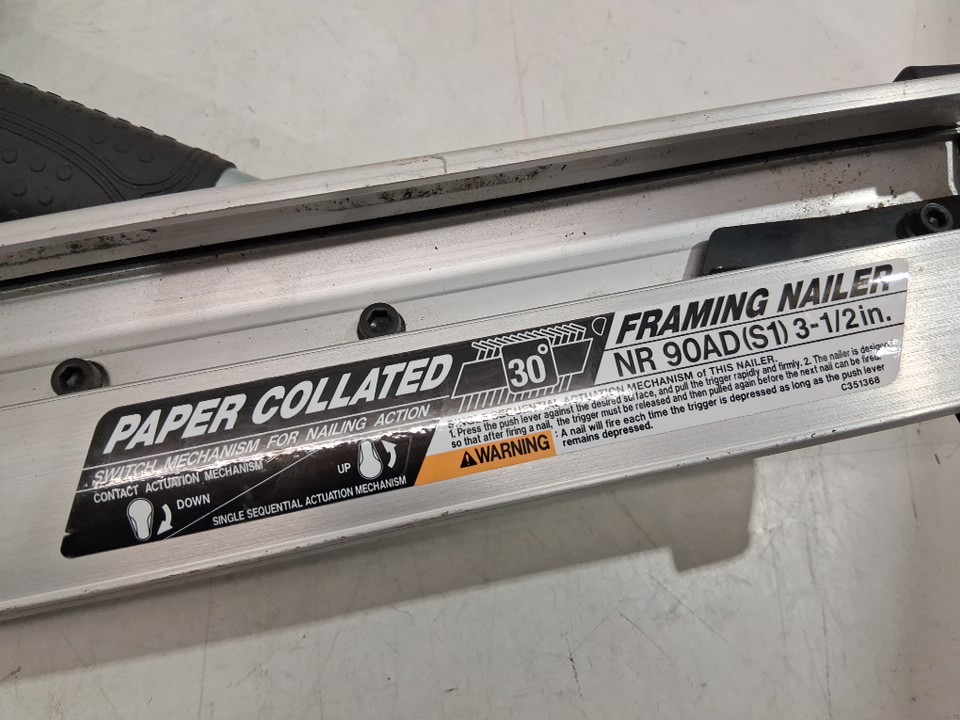 PAPER COLLATED
30°
FRAMING NAILER
NR 90AD(S1) 3-1/2in.
SWITCH MECHANISM FOR NAILING ACTION
CONTACT ACTUATION MECHANISM
DOWN
UP
SINGLE SEQUENTIAL ACTUATION MECHANISM
SINGLE SEQUENTIAL ACTUATION MECHANISM of THIS NAILER.
1. Press the push lever against the desired surface, and pull the trigger rapidly and firmly. 2. The nailer is designed
so that after firing a nail, the trigger must be released and then pulled again before the next nail can be fired.
WARNING : A nail will fire each time the trigger is depressed as long as the push lever
remains depressed.
C351368